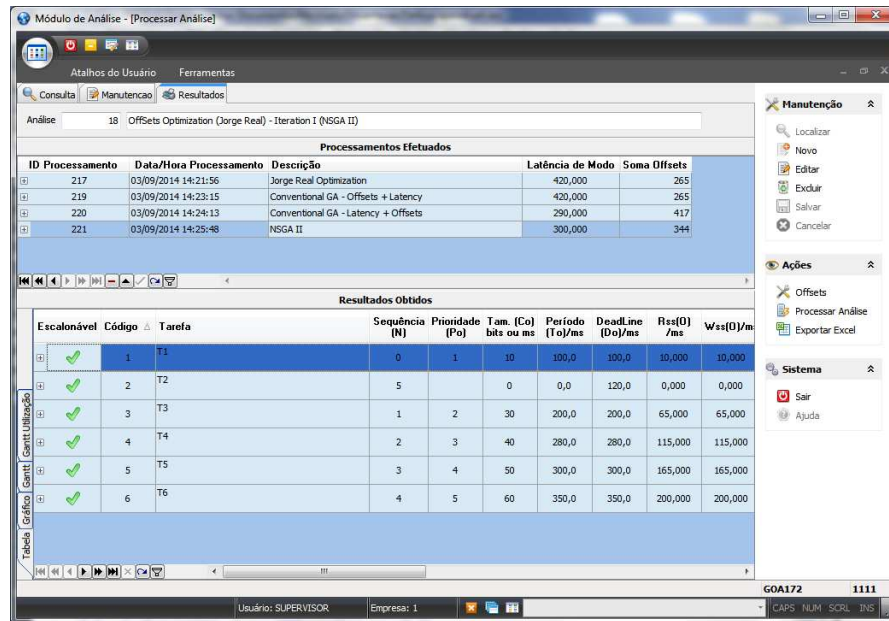 Módulo de Análise - [Processar Análise]
Atalhos do Usuário Ferramentas
Consulta Manutencao Resultados
Análise 18 OffSets Optimization (Jorge Real) - Iteration I (NSGA II)
Processamentos Efetuados
ID Processamento Data/Hora Processamento Descrição Latência de Modo Soma Offsets
217 03/09/2014 14:21:56 Jorge Real Optimization 420,000 265
219 03/09/2014 14:23:15 Conventional GA - Offsets + Latency 420,000 265
220 03/09/2014 14:24:13 Conventional GA - Latency + Offsets 290,000 417
221 03/09/2014 14:25:48 NSGA II 300,000 344
Resultados Obtidos
Escalonável Código Tarefa Sequência (N) Prioridade (Po) Tam. (Co) bits ou ms Período (To)/ms DeadLine (Do)/ms Rss(0) /ms Wss(0)/m
1 T1 0 1 10 100,0 100,0 10,000 10,000
2 T2 5 0 0,0 120,0 0,000 0,000
3 T3 1 2 30 200,0 200,0 65,000 65,000
4 T4 2 3 40 280,0 280,0 115,000 115,000
5 T5 3 4 50 300,0 300,0 165,000 165,000
6 T6 4 5 60 350,0 350,0 200,000 200,000
Tabela Gráfico Gantt Gantt Utilização
Manutenção
Localizar
Novo
Editar
Excluir
Salvar
Cancelar
Ações
Offsets
Processar Análise
Exportar Excel
Sistema
Sair
Ajuda
GOA172 1111
Usuário: SUPERVISOR Empresa: 1 CAPS NUM SCRL INS